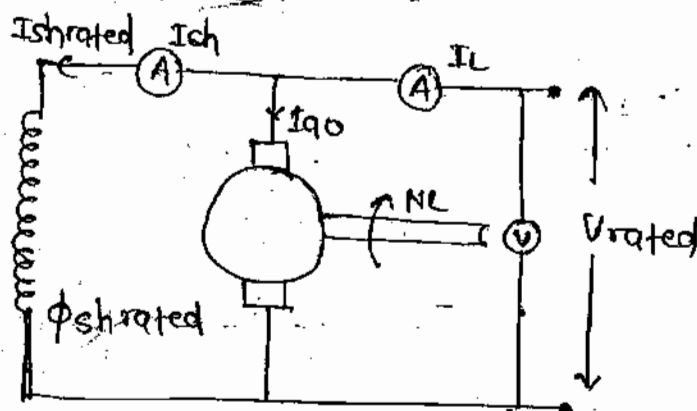 Ishrated
Ich
A
IL
A
Iao
NL
V
Vrated
ϕshrated